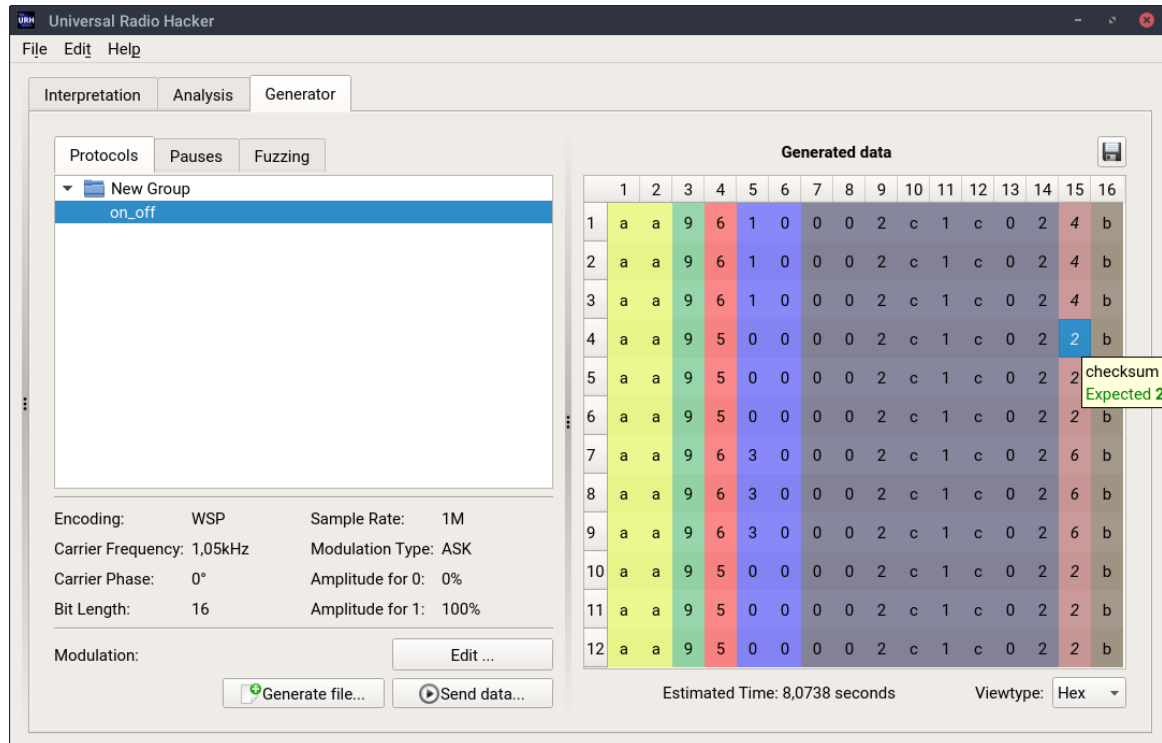 URH Universal Radio Hacker
File Edit Help
Interpretation Analysis Generator
Protocols Pauses Fuzzing
New Group
on_off
Encoding: WSP Sample Rate: 1M
Carrier Frequency: 1,05kHz Modulation Type: ASK
Carrier Phase: 0° Amplitude for 0: 0%
Bit Length: 16 Amplitude for 1: 100%
Modulation: Edit ...
Generate file... Send data...
Generated data
1 2 3 4 5 6 7 8 9 10 11 12 13 14 15 16
1 a a 9 6 1 0 0 0 2 c 1 c 0 2 4 b
2 a a 9 6 1 0 0 0 2 c 1 c 0 2 4 b
3 a a 9 6 1 0 0 0 2 c 1 c 0 2 4 b
4 a a 9 5 0 0 0 0 2 c 1 c 0 2 2 b
5 a a 9 5 0 0 0 0 2 c 1 c 0 2 2
checksum
Expected 2
6 a a 9 5 0 0 0 0 2 c 1 c 0 2 2 b
7 a a 9 6 3 0 0 0 2 c 1 c 0 2 6 b
8 a a 9 6 3 0 0 0 2 c 1 c 0 2 6 b
9 a a 9 6 3 0 0 0 2 c 1 c 0 2 6 b
10 a a 9 5 0 0 0 0 2 c 1 c 0 2 2 b
11 a a 9 5 0 0 0 0 2 c 1 c 0 2 2 b
12 a a 9 5 0 0 0 0 2 c 1 c 0 2 2 b
Estimated Time: 8,0738 seconds Viewtype: Hex